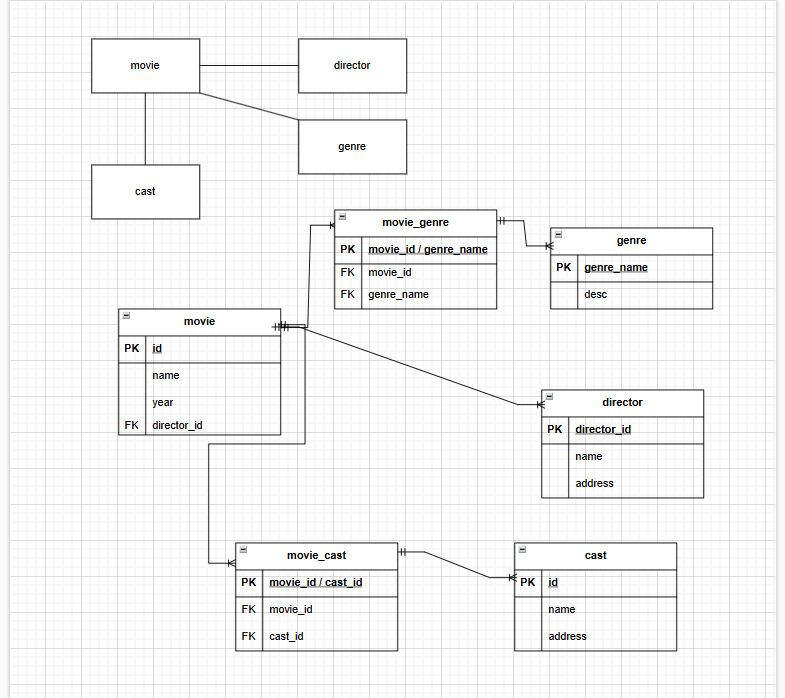 movie
director
genre
cast
movie_genre
PK movie_id / genre_name
FK movie_id
FK genre_name
genre
PK genre_name
desc
movie
PK id
name
year
FK director_id
director
PK director_id
name
address
movie_cast
PK movie_id / cast_id
FK movie_id
FK cast_id
cast
PK id
name
address